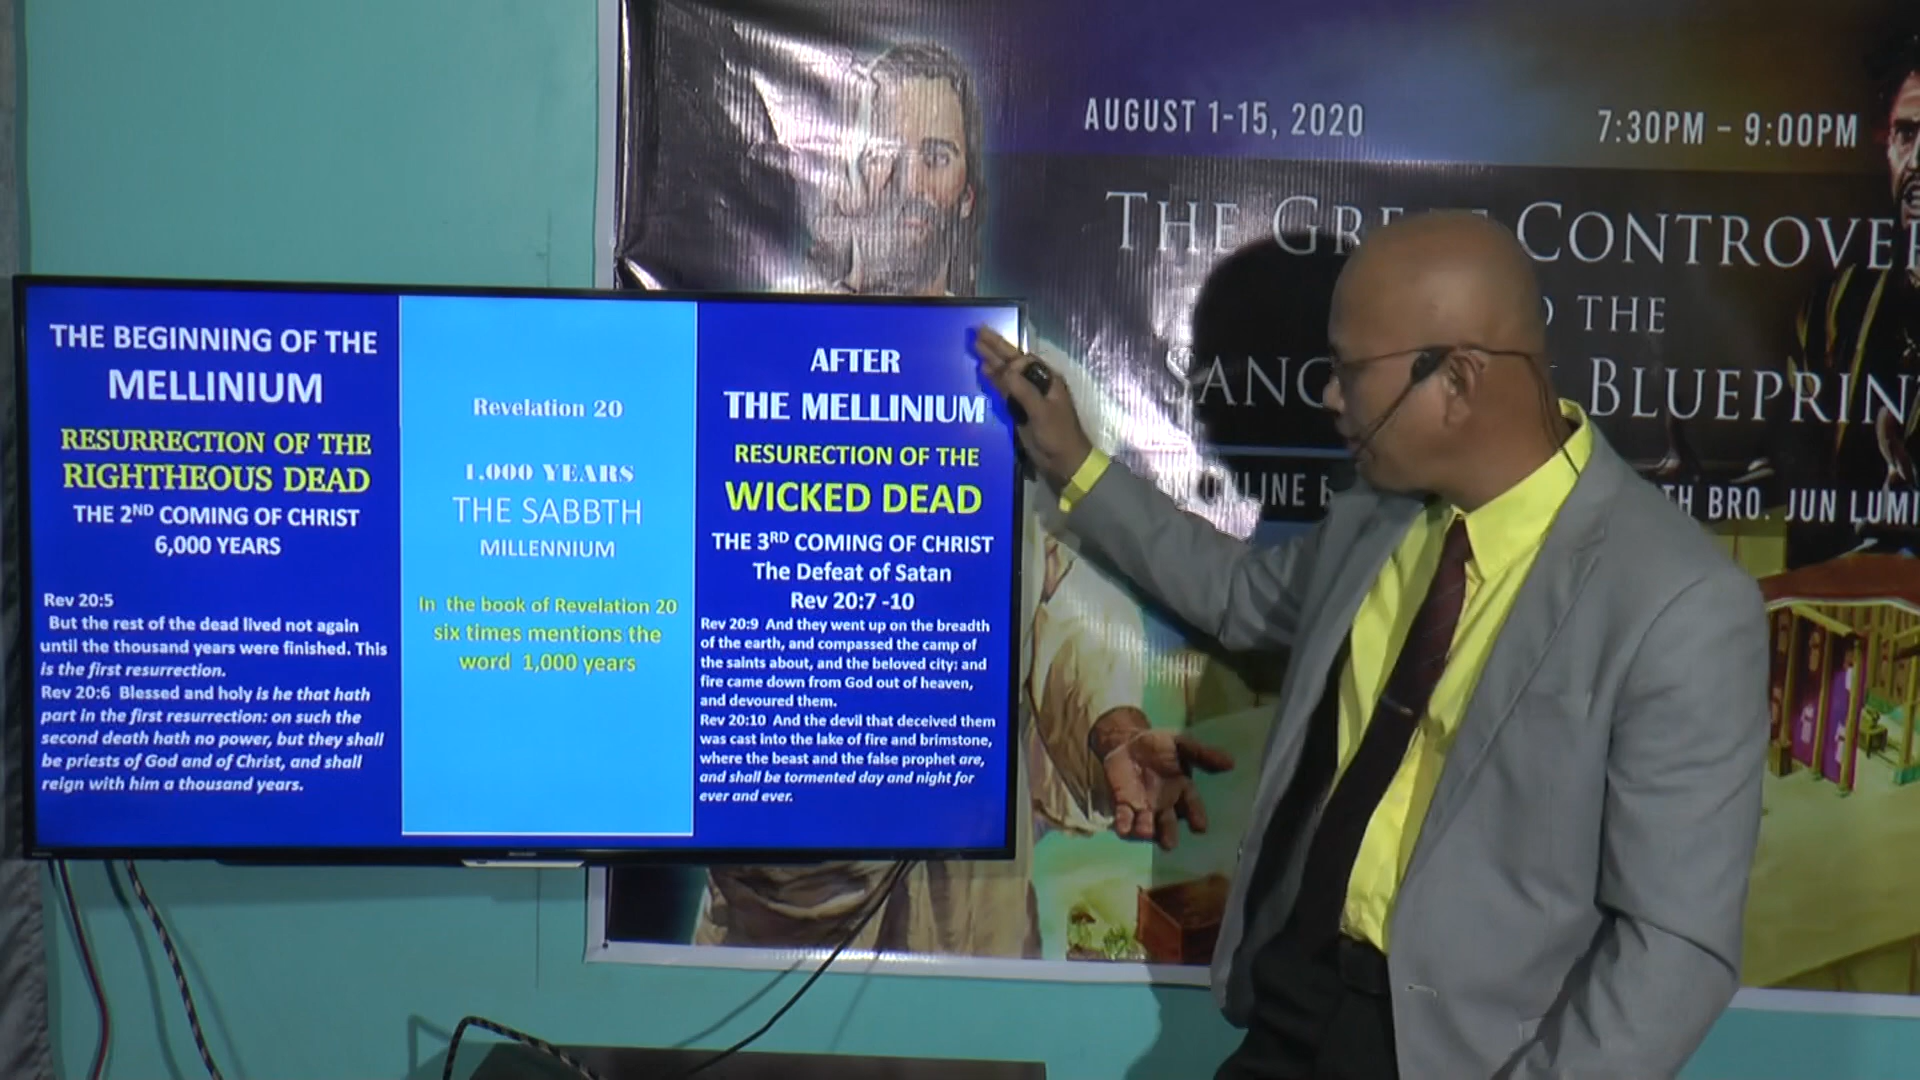 AUGUST 1-15, 2020
7:30PM – 9:00PM
THE CONTROVER
THE
BLUEPRIN
ONLINE
BRO. JUN LUMI
THE BEGINNING OF THE
MELLINIUM
RESURRECTION OF THE
RIGHTHEOUS DEAD
THE 2ND COMING OF CHRIST
6,000 YEARS
Rev 20:5
But the rest of the dead lived not again
until the thousand years were finished. This
is the first resurrection.
Rev 20:6 Blessed and holy is he that hath
part in the first resurrection: on such the
second death hath no power, but they shall
be priests of God and of Christ, and shall
reign with him a thousand years.
Revelation 20
1,000 YEARS
THE SABBTH
MILLENNIUM
In the book of Revelation 20
six times mentions the
word 1,000 years
AFTER
THE MELLINIUM
RESURECTION OF THE
WICKED DEAD
THE 3RD COMING OF CHRIST
The Defeat of Satan
Rev 20:7 -10
Rev 20:9 And they went up on the breadth
of the earth, and compassed the camp of
the saints about, and the beloved city: and
fire came down from God out of heaven,
and devoured them.
Rev 20:10 And the devil that deceived them
was cast into the lake of fire and brimstone,
where the beast and the false prophet are,
and shall be tormented day and night for
ever and ever.